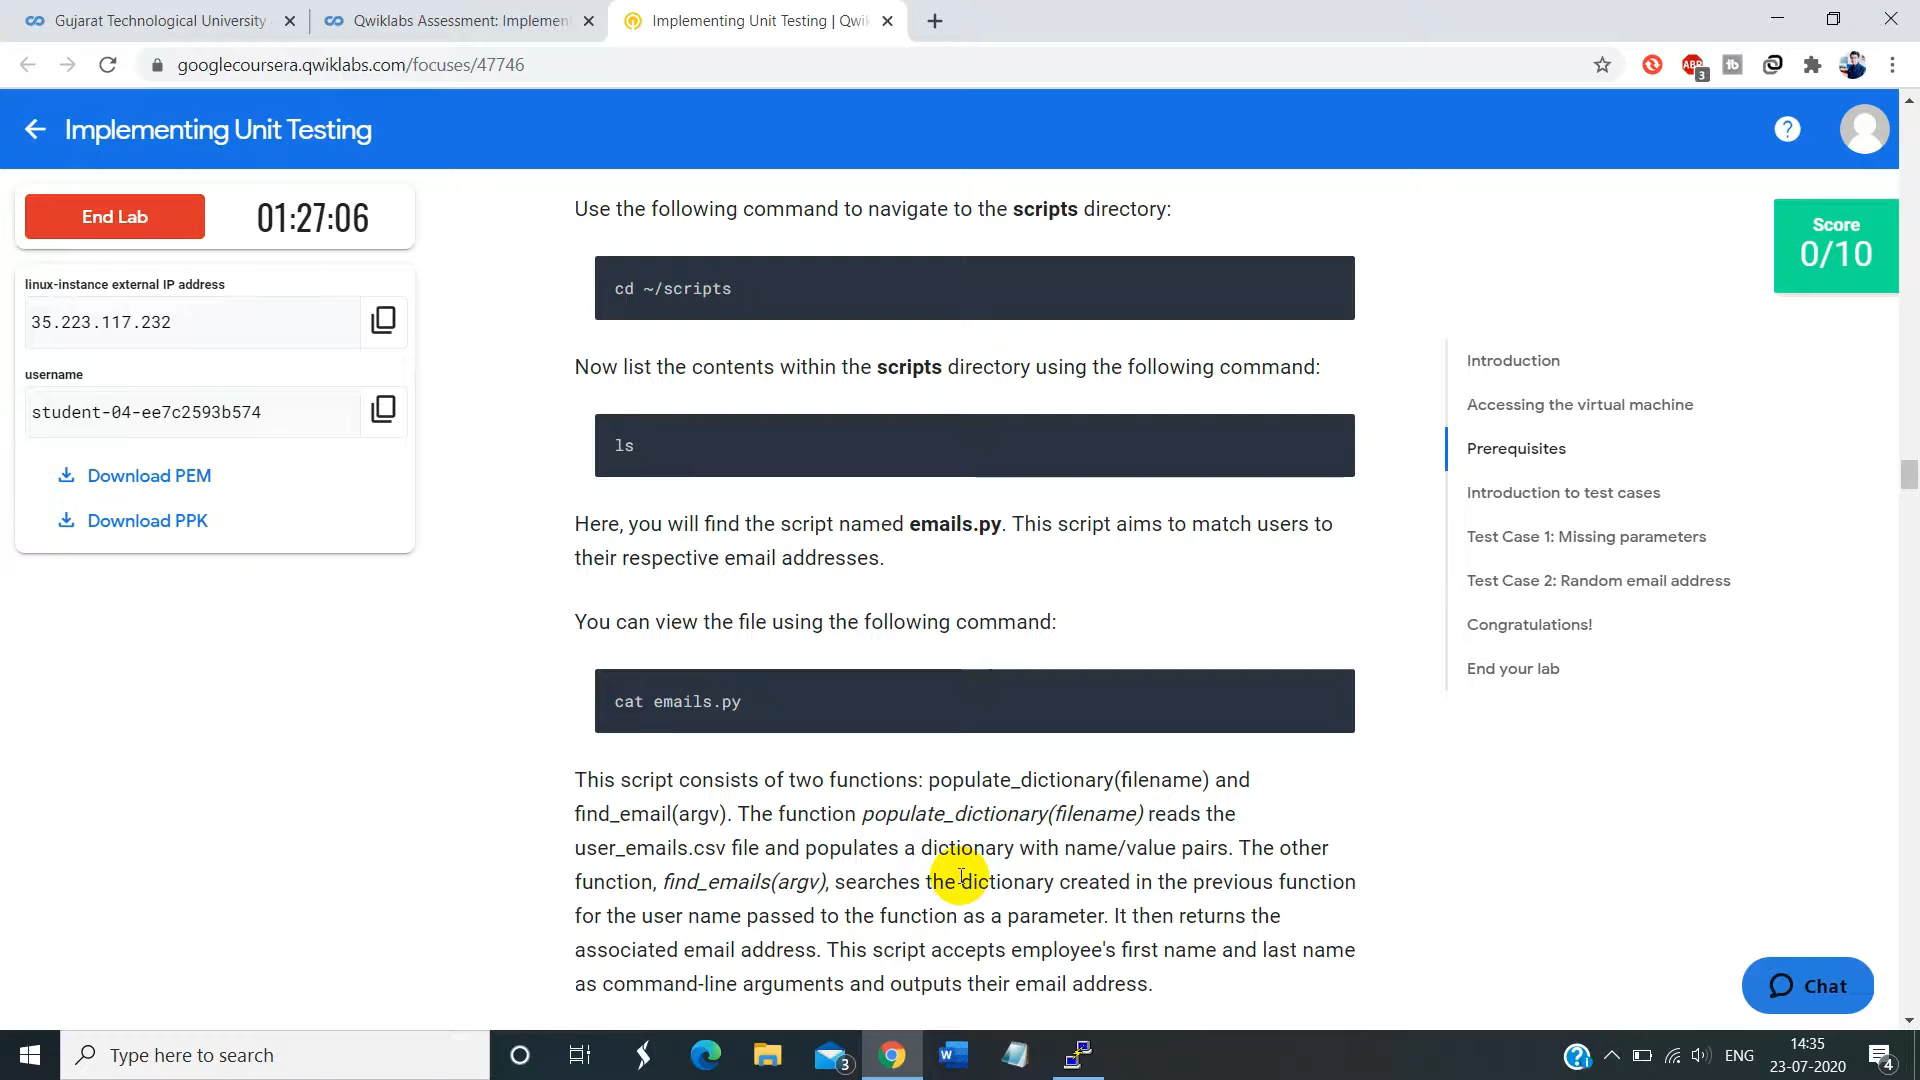 Gujarat Technological University
Qwiklabs Assessment: Implemen
Implementing Unit Testing | Qwi
googlecoursera.qwiklabs.com/focuses/47746
ABP
3
tb
Implementing Unit Testing
?
End Lab
01:27:06
linux-instance external IP address
35.223.117.232
username
student-04-ee7c2593b574
Download PEM
Download PPK
Use the following command to navigate to the scripts directory:
cd ~/scripts
Now list the contents within the scripts directory using the following command:
ls
Here, you will find the script named emails.py. This script aims to match users to
their respective email addresses.
You can view the file using the following command:
cat emails.py
This script consists of two functions: populate_dictionary(filename) and
find_email(argv). The function populate_dictionary(filename) reads the
user_emails.csv file and populates a dictionary with name/value pairs. The other
function, find_emails(argv), searches the dictionary created in the previous function
for the user name passed to the function as a parameter. It then returns the
associated email address. This script accepts employee's first name and last name
as command-line arguments and outputs their email address.
Score
0/10
Introduction
Accessing the virtual machine
Prerequisites
Introduction to test cases
Test Case 1: Missing parameters
Test Case 2: Random email address
Congratulations!
End your lab
Chat
Type here to search
3
W
?
ENG
14:35
23-07-2020
4